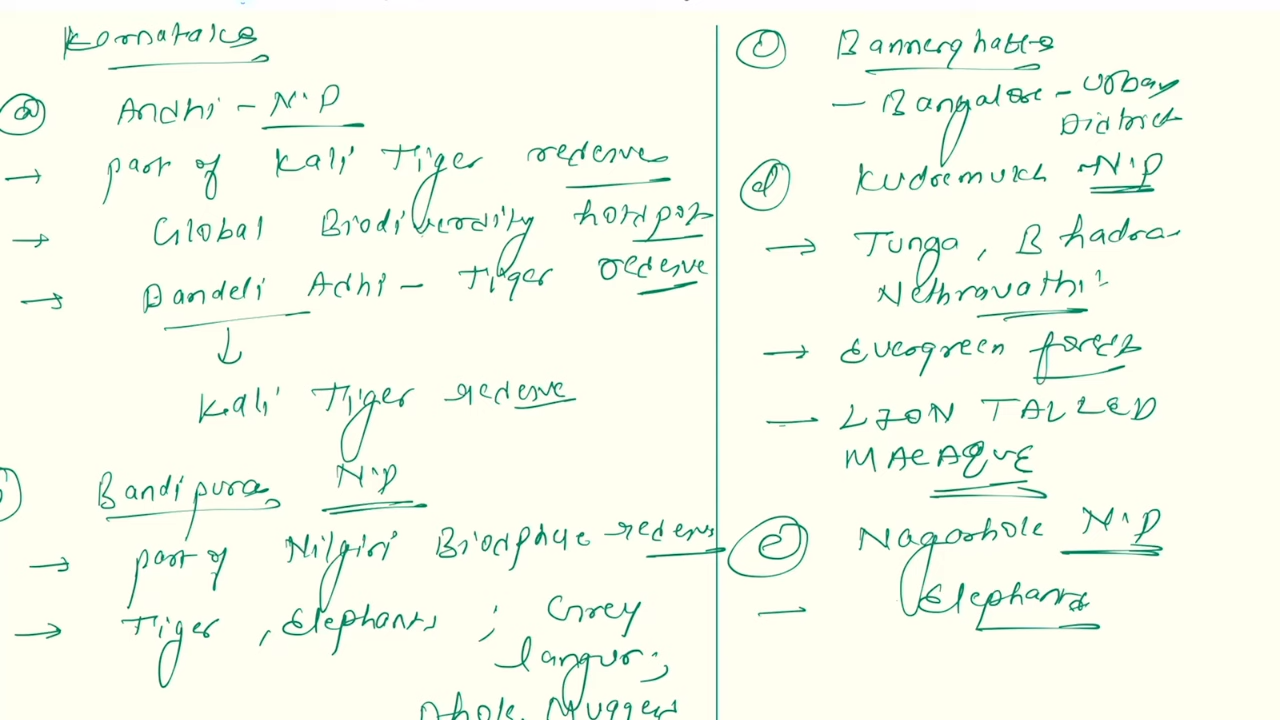 Karnataka
(a) Andhi - N.P
→ part of Kali Tiger reserve
→ Global Biodiversity hotspot
→ Dandeli Adhi - Tiger reserve
↓
Kali Tiger reserve
Bandipura N.P
→ part of Nilgiri Biosphere reserve
→ Tiger, Elephants; Grey
langur;
dhole, Mugger
(c) Bannerghatta
- Bangalore - Urban
District
(d) Kudremukh - N.P
→ Tunga, Bhadra
Nethravathi
→ Evergreen forest
— LION TAILED
MACAQUE
(e) Nagarhole N.P
— Elephants